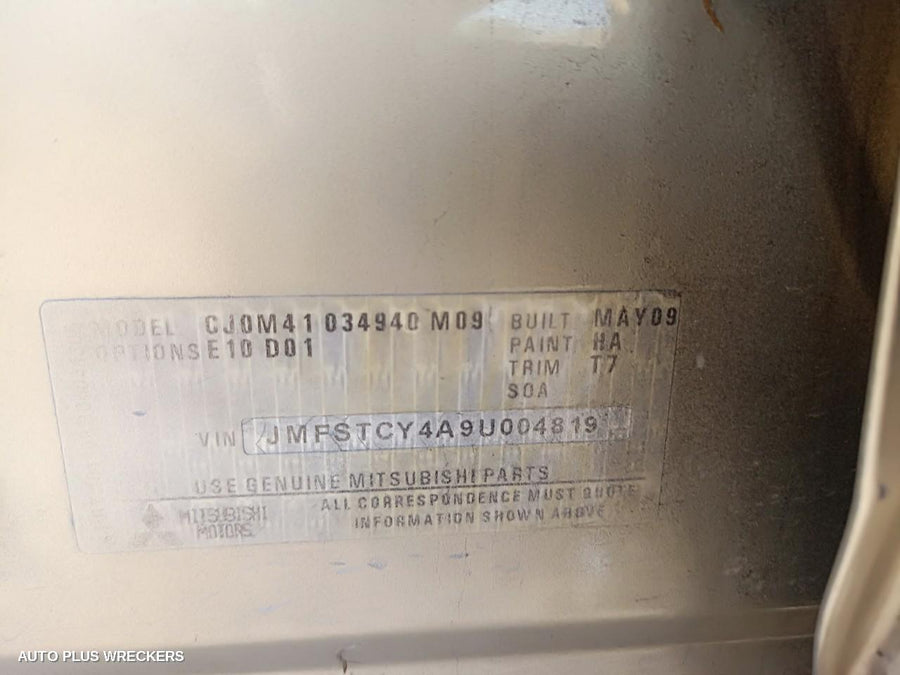 MODEL CJ0M41 034940 M09 BUILT MAY09
OPTIONS E10 D01 PAINT HA
TRIM T7
SOA
VIN JMFSTCY4A9U004819
USE GENUINE MITSUBISHI PARTS
ALL CORRESPONDENCE MUST QUOTE
INFORMATION SHOWN ABOVE
MITSUBISHI
MOTORS
AUTO PLUS WRECKERS